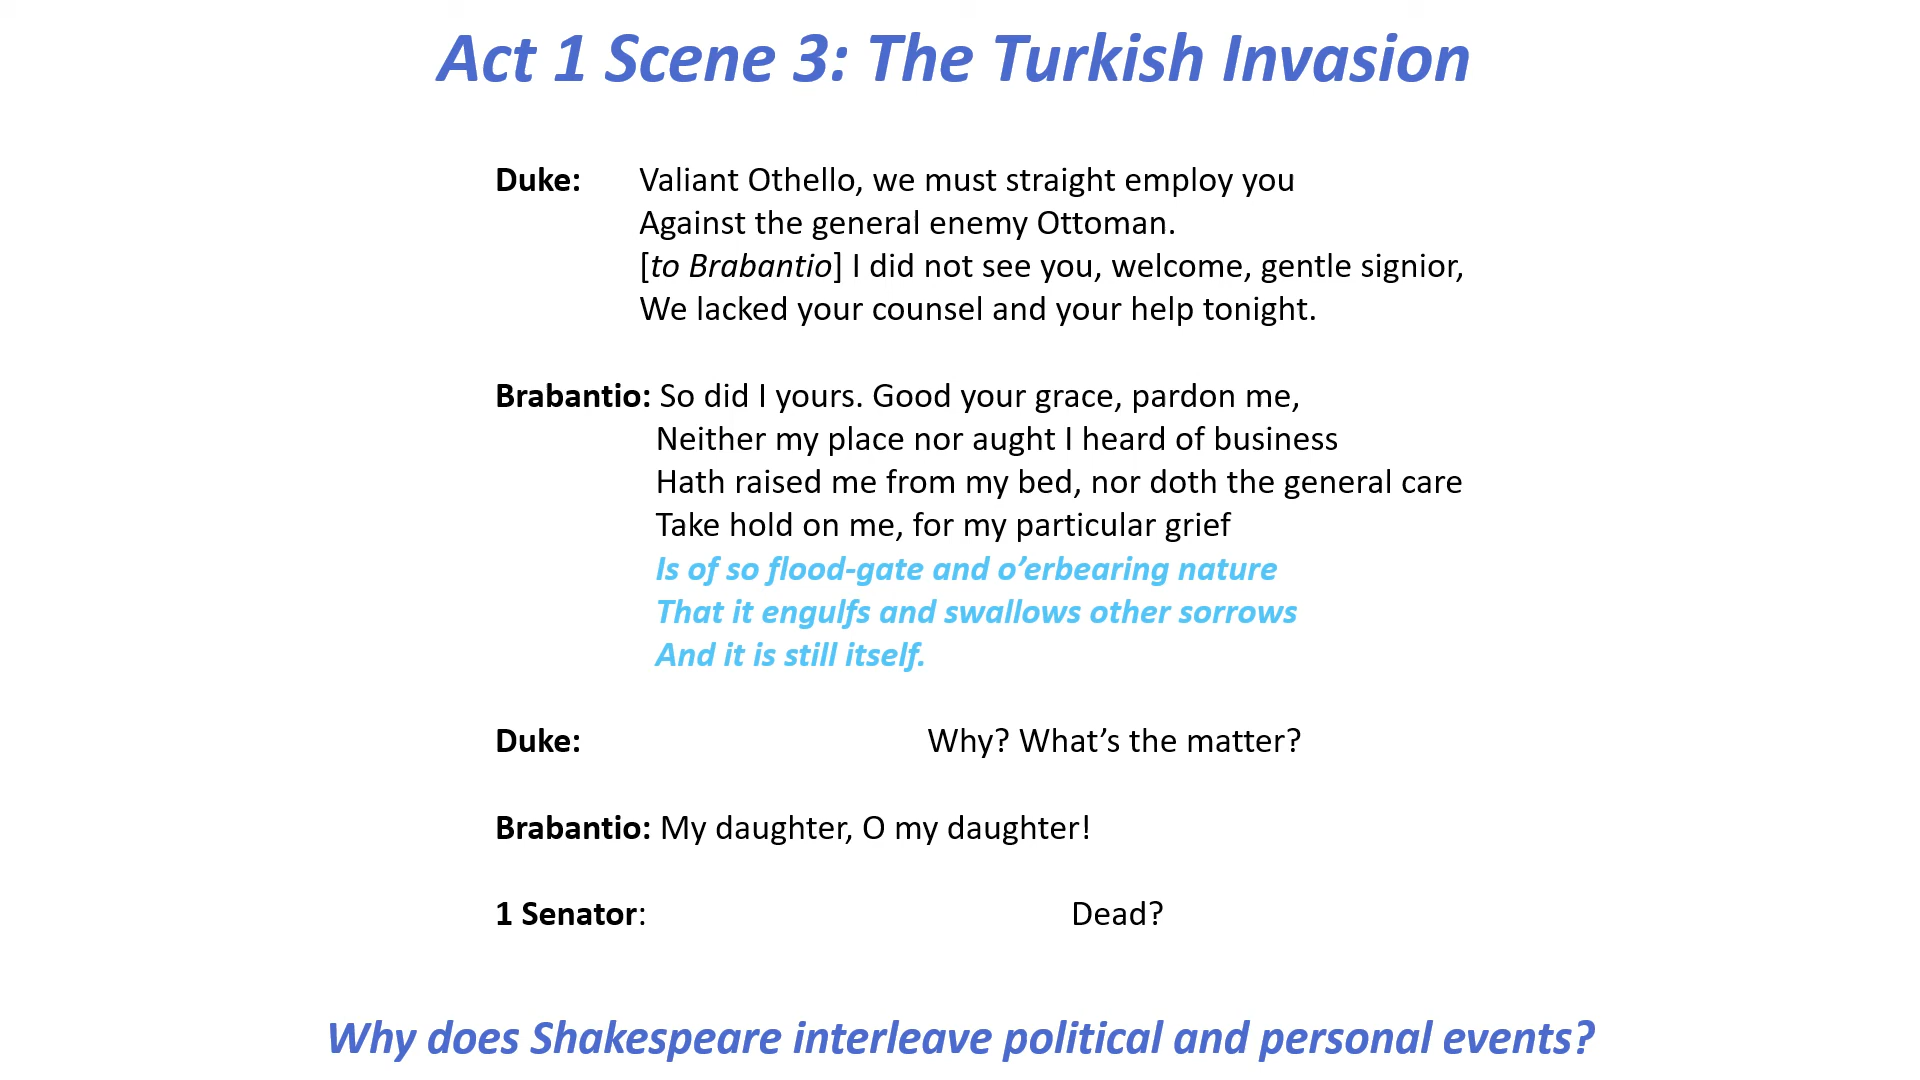 Act 1 Scene 3: The Turkish Invasion
Duke: Valiant Othello, we must straight employ you
Against the general enemy Ottoman.
[to Brabantio] I did not see you, welcome, gentle signior,
We lacked your counsel and your help tonight.
Brabantio: So did I yours. Good your grace, pardon me,
Neither my place nor aught I heard of business
Hath raised me from my bed, nor doth the general care
Take hold on me, for my particular grief
Is of so flood-gate and o’erbearing nature
That it engulfs and swallows other sorrows
And it is still itself.
Duke: Why? What’s the matter?
Brabantio: My daughter, O my daughter!
1 Senator: Dead?
Why does Shakespeare interleave political and personal events?